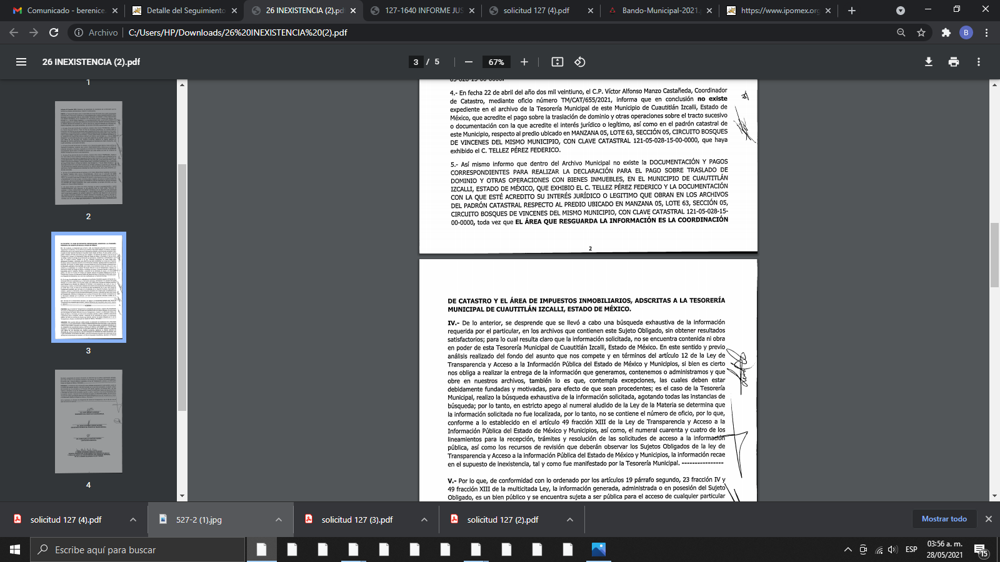 Comunicado - berenice.
Detalle del Seguimiento
26 INEXISTENCIA (2).pdf
127-1640 INFORME JUS
solicitud 127 (4).pdf
Bando-Municipal-2021.
https://www.ipomex.org
Archivo
C:/Users/HP/Downloads/26%20INEXISTENCIA%20(2).pdf
B
26 INEXISTENCIA (2).pdf
3 / 5
67%
1
2
3
4
05-028-15-00-0000.
4.- En fecha 22 de abril del año dos mil veintiuno, el C.P. Víctor Alfonso Manzo Castañeda, Coordinador
de Catastro, mediante oficio número TM/CAT/655/2021, informa que en conclusión no existe
expediente en el archivo de la Tesorería Municipal de este Municipio de Cuautitlán Izcalli, Estado de
México, que acredite el pago sobre la traslación de dominio y otras operaciones sobre el tracto sucesivo
o documentación con la que acredite el interés jurídico o legítimo, así como en el padrón catastral de
este Municipio, respecto al predio ubicado en MANZANA 05, LOTE 63, SECCIÓN 05, CIRCUITO BOSQUES
DE VINCENES DEL MISMO MUNICIPIO, CON CLAVE CATASTRAL 121-05-028-15-00-0000, que haya
exhibido el C. TELLEZ PÉREZ FEDERICO.
5.- Así mismo informo que dentro del Archivo Municipal no existe la DOCUMENTACIÓN Y PAGOS
CORRESPONDIENTES PARA REALIZAR LA DECLARACIÓN PARA EL PAGO SOBRE TRASLADO DE
DOMINIO Y OTRAS OPERACIONES CON BIENES INMUEBLES, EN EL MUNICIPIO DE CUAUTITLÁN
IZCALLI, ESTADO DE MÉXICO, QUE EXHIBIO EL C. TELLEZ PÉREZ FEDERICO Y LA DOCUMENTACIÓN
CON LA QUE ESTÉ ACREDITO SU INTERÉS JURÍDICO O LEGITIMO QUE OBRAN EN LOS ARCHIVOS
DEL PADRÓN CATASTRAL RESPECTO AL PREDIO UBICADO EN MANZANA 05, LOTE 63, SECCIÓN 05,
CIRCUITO BOSQUES DE VINCENES DEL MISMO MUNICIPIO, CON CLAVE CATASTRAL 121-05-028-15-
00-0000, toda vez que EL ÁREA QUE RESGUARDA LA INFORMACIÓN ES LA COORDINACIÓN
2
DE CATASTRO Y EL ÁREA DE IMPUESTOS INMOBILIARIOS, ADSCRITAS A LA TESORERÍA
MUNICIPAL DE CUAUTITLÁN IZCALLI, ESTADO DE MÉXICO.
IV.- De lo anterior, se desprende que se llevó a cabo una búsqueda exhaustiva de la información
requerida por el particular, en los archivos que contienen este Sujeto Obligado, sin obtener resultados
satisfactorios; para lo cual resulta claro que la información solicitada, no se encuentra contenida ni obra
en poder de esta Tesorería Municipal de Cuautitlán Izcalli, Estado de México. En este sentido y previo
análisis realizado del fondo del asunto que nos compete y en términos del artículo 12 de la Ley de
Transparencia y Acceso a la Información Pública del Estado de México y Municipios, si bien es cierto
nos obliga a realizar la entrega de la información que generamos, contenemos o administramos y que
obre en nuestros archivos, también lo es que, contempla excepciones, las cuales deben estar
debidamente fundadas y motivadas, para efecto de que sean procedentes; es el caso de la Tesorería
Municipal, realizo la búsqueda exhaustiva de la información solicitada, agotando todas las instancias de
búsqueda; por lo tanto, en estricto apego al numeral aludido de la Ley de la Materia se determina que
la información solicitada no fue localizada, por lo tanto, no se contiene el número de oficio, por lo que,
conforme a lo establecido en el artículo 49 fracción XIII de la Ley de Transparencia y Acceso a la
Información Pública del Estado de México y Municipios, así como, el numeral cuarenta y cuatro de los
lineamientos para la recepción, trámites y resolución de las solicitudes de acceso a la información
pública, así como los recursos de revisión que deberán observar los Sujetos Obligados de la ley de
Transparencia y Acceso a la información Pública del Estado de México y Municipios, la información recae
en el supuesto de inexistencia, tal y como fue manifestado por la Tesorería Municipal. ----------------
V.- Por lo que, de conformidad con lo ordenado por los artículos 19 párrafo segundo, 23 fracción IV y
49 fracción XIII de la multicitada Ley, la información generada, administrada o en posesión del Sujeto
Obligado, es un bien público y se encuentra sujeta a ser pública para el acceso de cualquier particular
solicitud 127 (4).pdf
527-2 (1).jpg
solicitud 127 (3).pdf
solicitud 127 (2).pdf
Mostrar todo
Escribe aquí para buscar
ESP
03:56 a. m.
28/05/2021
15